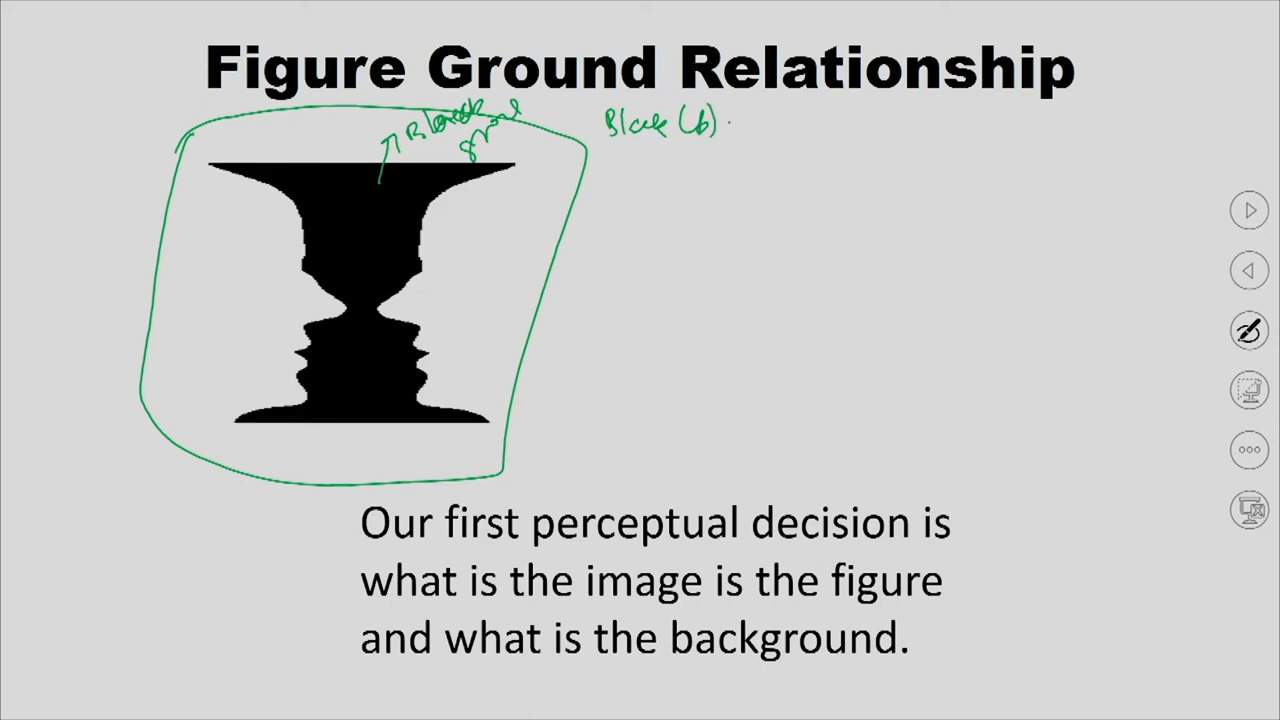 Figure Ground Relationship
Black
Our first perceptual decision is
what is the image is the figure
and what is the background.